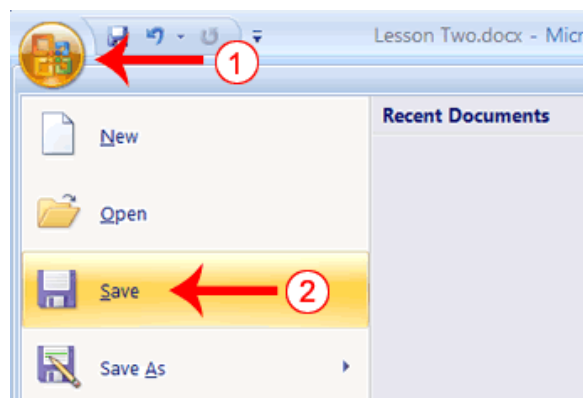 Lesson Two.docx - Micr
1
Recent Documents
New
Open
Save
2
Save As